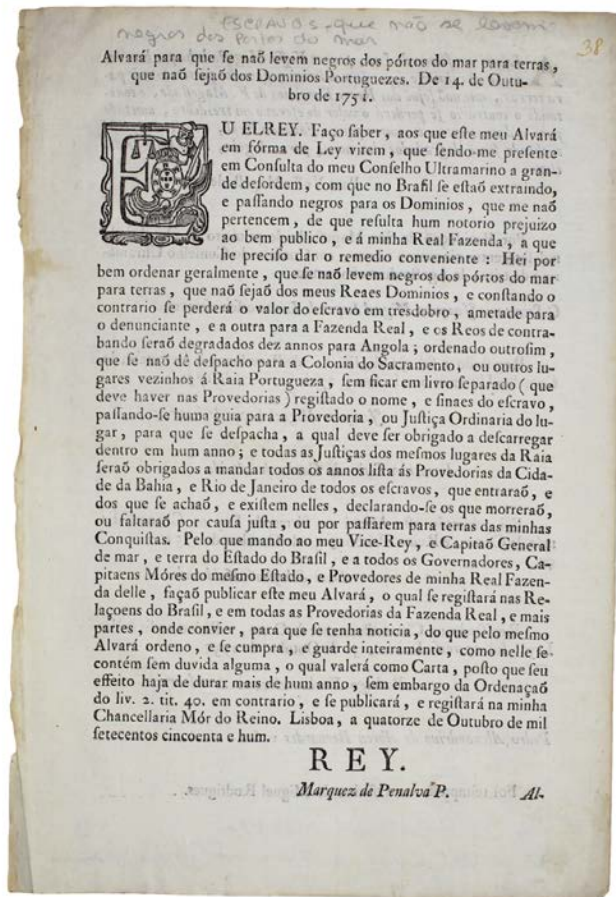 ESCRAVOS - que não se levem
negros dos Portos do mar
38
Alvará para que ſe naõ levem negros dos pórtos do mar para terras,
que naõ ſejaõ dos Dominios Portuguezes. De 14. de Outu-
bro de 1751.
EU ELREY. Faço ſaber, aos que eſte meu Alvará
em fórma de Ley virem, que ſendo-me preſente
em Conſulta do meu Conſelho Ultramarino a gran-
de deſordem, com que no Braſil ſe eſtaõ extraindo,
e paſſando negros para os Dominios, que me naõ
pertencem, de que reſulta hum notorio prejuizo
ao bem publico, e á minha Real Fazenda, a que
he preciſo dar o remedio conveniente : Hei por
bem ordenar geralmente, que ſe naõ levem negros dos pórtos do mar
para terras, que naõ ſejaõ dos meus Reaes Dominios, e conſtando o
contrario ſe perderá o valor do eſcravo em tresdobro, ametade para
o denunciante, e a outra para a Fazenda Real, e os Reos de contra-
bando ſeraõ degradados dez annos para Angola ; ordenado outroſim,
que ſe naõ dê deſpacho para a Colonia do Sacramento, ou outros lu-
gares vezinhos á Raia Portugueza, ſem ficar em livro ſeparado ( que
deve haver nas Provedorias ) regiſtado o nome, e ſinaes do eſcravo,
paſſando-ſe huma guia para a Provedoria, ou Juſtiça Ordinaria do lu-
gar, para que ſe deſpacha, a qual deve ſer obrigado a deſcarregar
dentro em hum anno ; e todas as Juſtiças dos meſmos lugares da Raia
ſeraõ obrigados a mandar todos os annos liſta ás Provedorias da Cida-
de da Bahia, e Rio de Janeiro de todos os eſcravos, que entraraõ, e
dos que ſe achaõ, e exiſtem nelles, declarando-ſe os que morreraõ,
ou faltaraõ por cauſa juſta, ou por paſſarem para terras das minhas
Conquiſtas. Pelo que mando ao meu Vice-Rey, e Capitaõ General
de mar, e terra do Eſtado do Braſil, e a todos os Governadores, Ca-
pitaens Móres do meſmo Eſtado, e Provedores de minha Real Fazen-
da delle, façaõ publicar eſte meu Alvará, o qual ſe regiſtará nas Re-
laçoens do Braſil, e em todas as Provedorias da Fazenda Real, e mais
partes, onde convier, para que ſe tenha noticia, do que pelo meſmo
Alvará ordeno, e ſe cumpra, e guarde inteiramente, como nelle ſe
contém ſem duvida alguma, o qual valerá como Carta, poſto que ſeu
effeito haja de durar mais de hum anno, ſem embargo da Ordenaçaõ
do liv. 2. tit. 40. em contrario, e ſe publicará, e regiſtará na minha
Chancellaria Mór do Reino. Lisboa, a quatorze de Outubro de mil
ſetecentos cincoenta e hum.
REY.
Marquez de Penalva P.
Al-